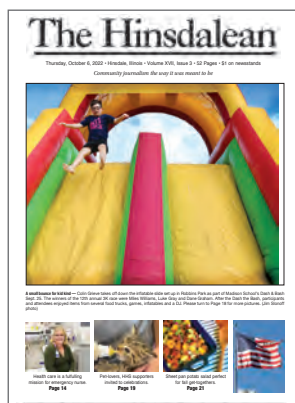 The Hinsdalean
Thursday, October 6, 2022 • Hinsdale, Illinois • Volume XVII, Issue 3 • 52 Pages • $1 on newsstands
Community journalism the way it was meant to be
A small bounce for kid kind — Colin Grieve takes off down the inflatable slide set up in Robbins Park as part of Madison School's Dash & Bash
Sept. 25. The winners of the 12th annual 3K race were Miles Williams, Luke Gray and Dane Graham. After the Dash the Bash, participants
and attendees enjoyed items from several food trucks, games, inflatables and a DJ. Please turn to Page 18 for more pictures. (Jim Slonoff
photo)
Health care is a fulfilling
mission for emergency nurse.
Page 14
Pet-lovers, HHS supporters
invited to celebrations.
Page 18
Sheet pan potato salad perfect
for fall get-togethers.
Page 21